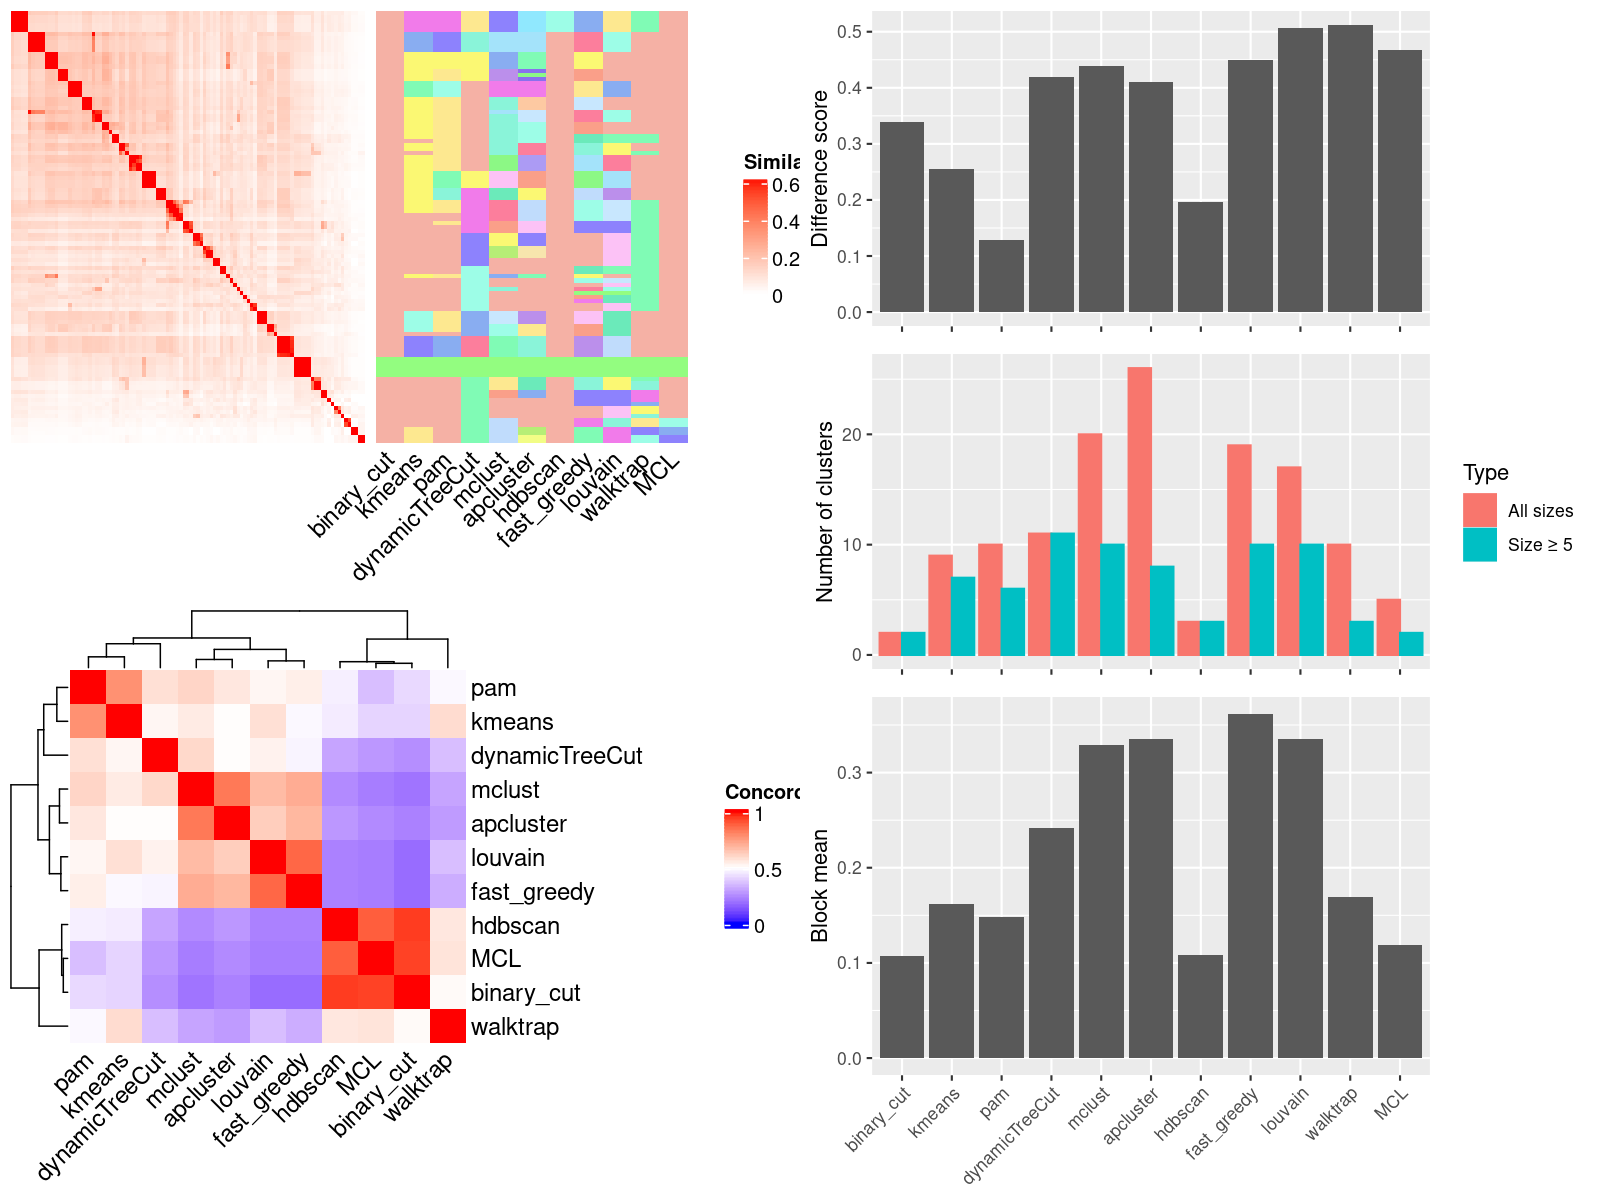 Simila
0.6
0.4
0.2
0
binary_cut
kmeans
pam
dynamicTreeCut
mclust
apcluster
hdbscan
fast_greedy
louvain
walktrap
MCL
Difference score
0.5
0.4
0.3
0.2
0.1
0.0
Number of clusters
20
10
0
Type
All sizes
Size ≥ 5
pam
kmeans
dynamicTreeCut
mclust
apcluster
louvain
fast_greedy
hdbscan
MCL
binary_cut
walktrap
pam
kmeans
dynamicTreeCut
mclust
apcluster
louvain
fast_greedy
hdbscan
MCL
binary_cut
walktrap
Concord
1
0.5
0
Block mean
0.3
0.2
0.1
0.0
binary_cut
kmeans
pam
dynamicTreeCut
mclust
apcluster
hdbscan
fast_greedy
louvain
walktrap
MCL